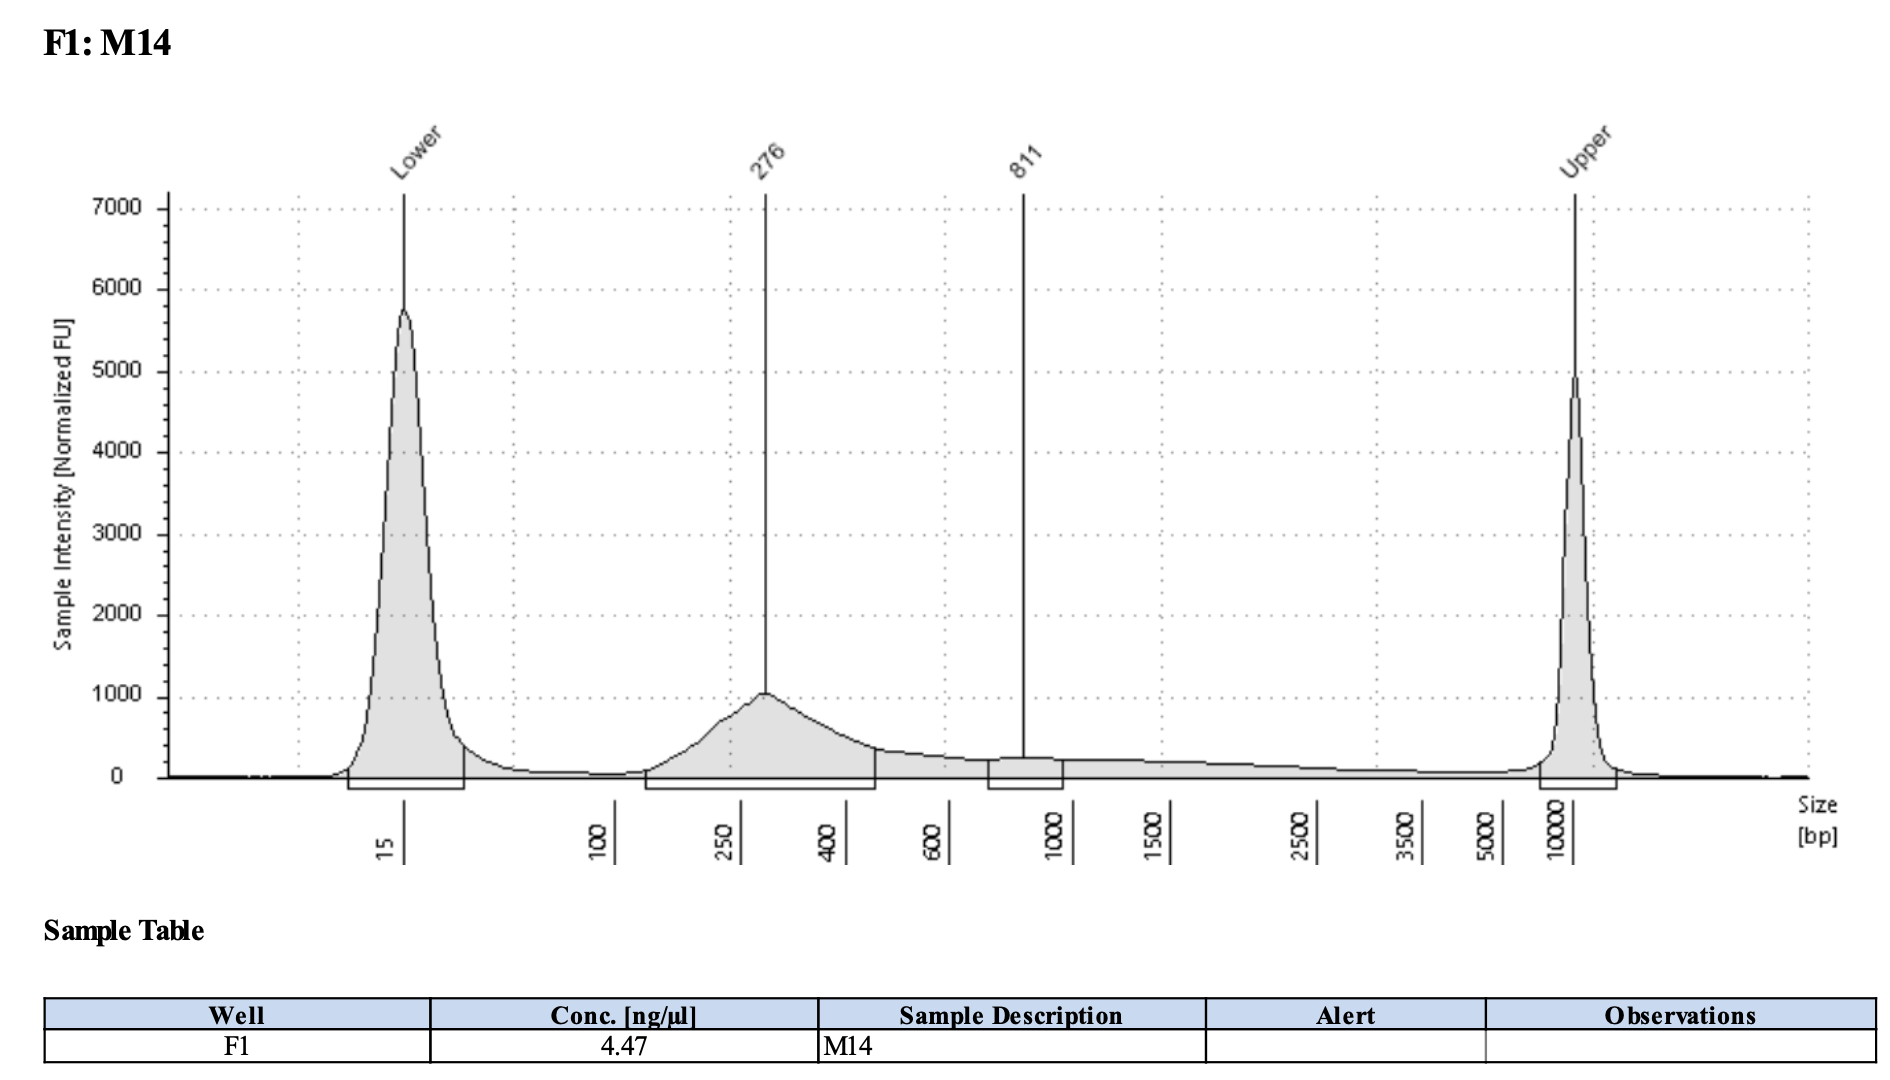 F1: M14
Lower
276
811
Upper
7000
6000
5000
4000
3000
2000
1000
0
Sample Intensity [Normalized FU]
15
100
250
400
600
1000
1500
2500
3500
5000
10000
Size
[bp]
Sample Table
Well Conc. [ng/µl] Sample Description Alert Observations
F1 4.47 M14